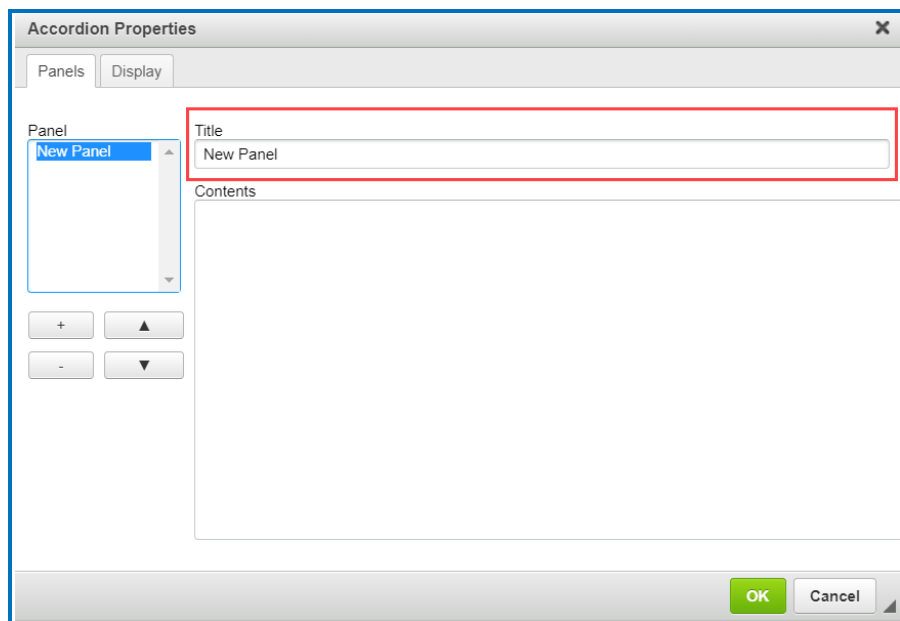 Accordion Properties
Panels Display
Panel
New Panel
Title
New Panel
Contents
+ ▲
- ▼
OK Cancel